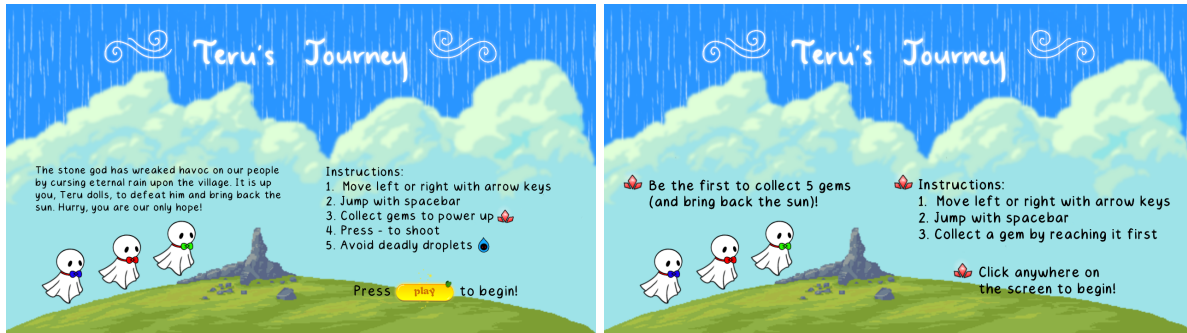 Teru's Journey
The stone god has wreaked havoc on our people
by cursing eternal rain upon the village. It is up
you, Teru dolls, to defeat him and bring back the
sun. Hurry, you are our only hope!
Instructions:
1. Move left or right with arrow keys
2. Jump with spacebar
3. Collect gems to power up
4. Press - to shoot
5. Avoid deadly droplets
Press play to begin!
Teru's Journey
Be the first to collect 5 gems
(and bring back the sun)!
Instructions:
1. Move left or right with arrow keys
2. Jump with spacebar
3. Collect a gem by reaching it first
Click anywhere on
the screen to begin!